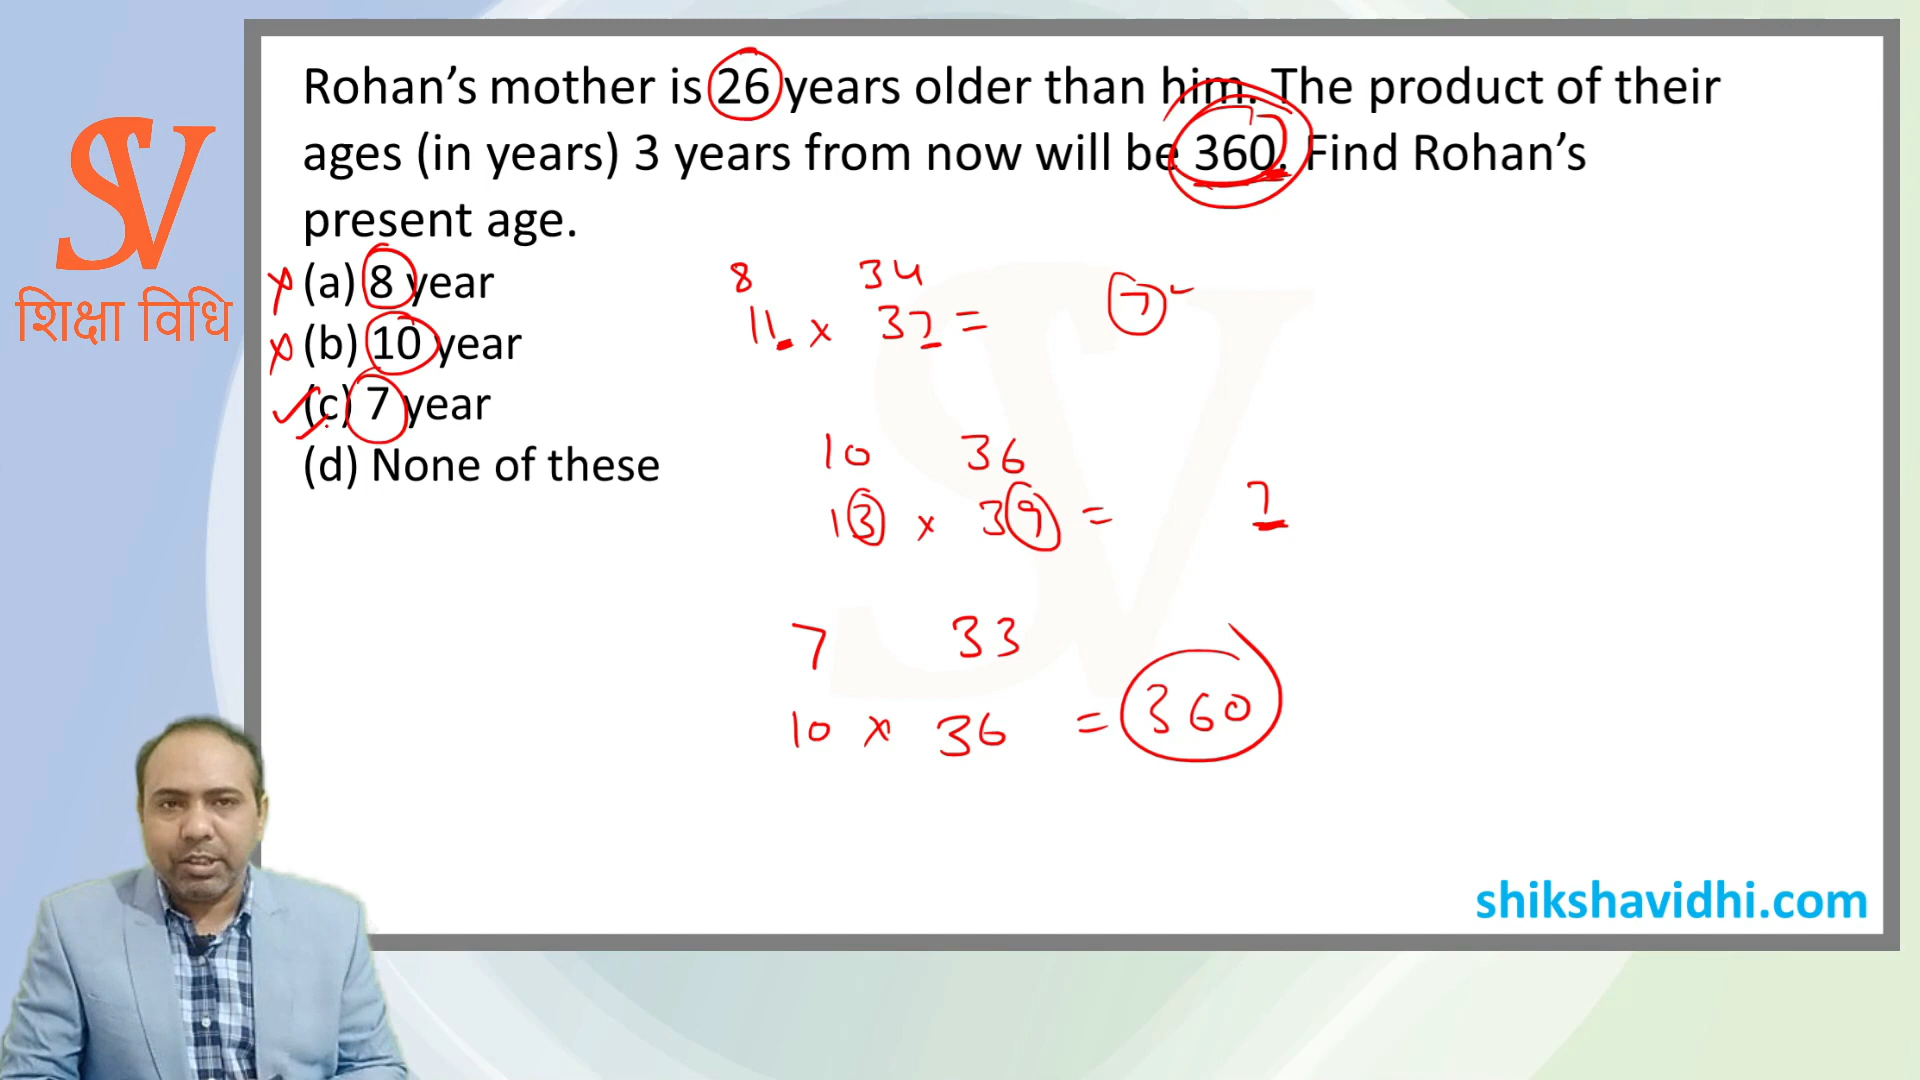 Rohan’s mother is 26 years older than him. The product of their
ages (in years) 3 years from now will be 360. Find Rohan’s
present age.
(a) 8 year
(b) 10 year
(c) 7 year
(d) None of these
8 34
11 x 37 = 7
10 36
13 x 39 = 7
7 33
10 x 36 = 360
SV
शिक्षा विधि
shikshavidhi.com